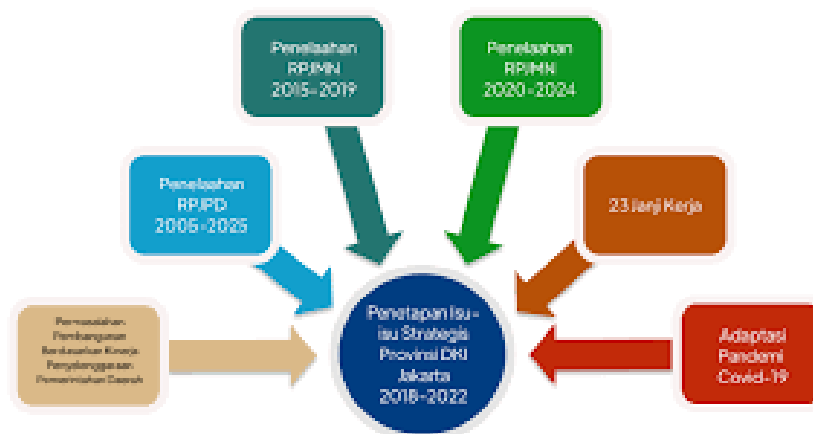 Penelaahan
RPJMN
2015-2019
Penelaahan
RPJMN
2020-2024
Penelaahan
RPJPD
2005-2025
23 Janji Kerja
Permasalahan
Pembangunan
Berdasarkan Kinerja
Penyelenggaraan
Pemerintahan Daerah
Penetapan Isu-
isu Strategis
Provinsi DKI
Jakarta
2018-2022
Adaptasi
Pandemi
Covid-19